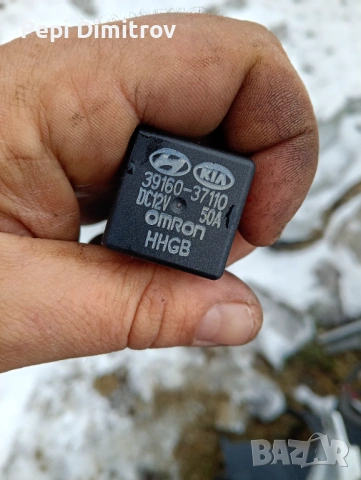 Pepi Dimitrov
KIA
39160-37110
DC12V 50A
OMRON
HHGB
BAZAR